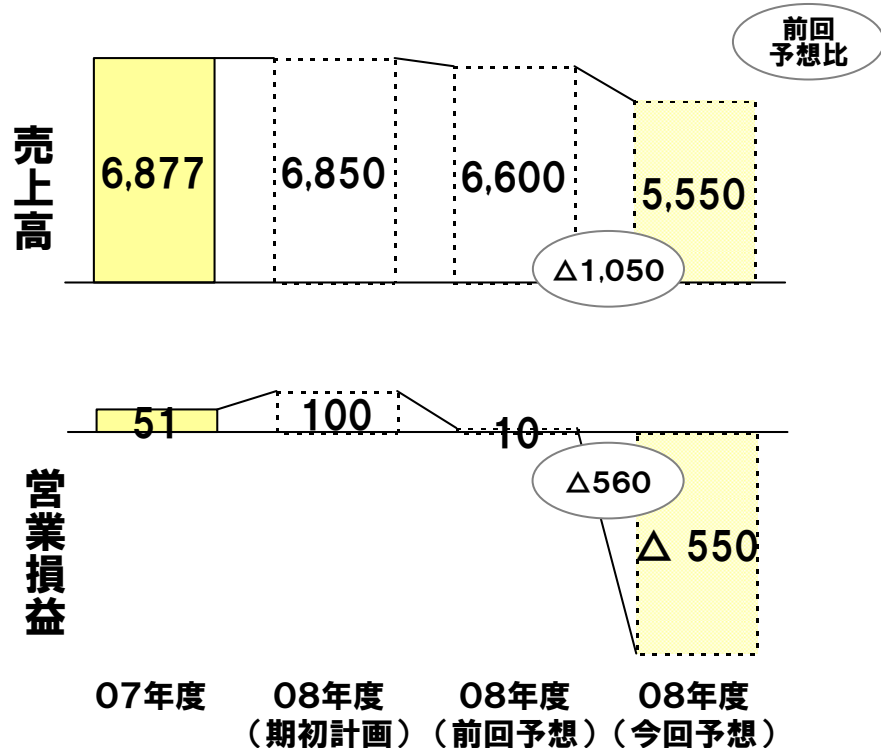 前回
予想比
売上高
6,877
6,850
6,600
5,550
△1,050
営業損益
51
100
10
△560
△ 550
07年度
08年度
(期初計画)
08年度
(前回予想)
08年度
(今回予想)